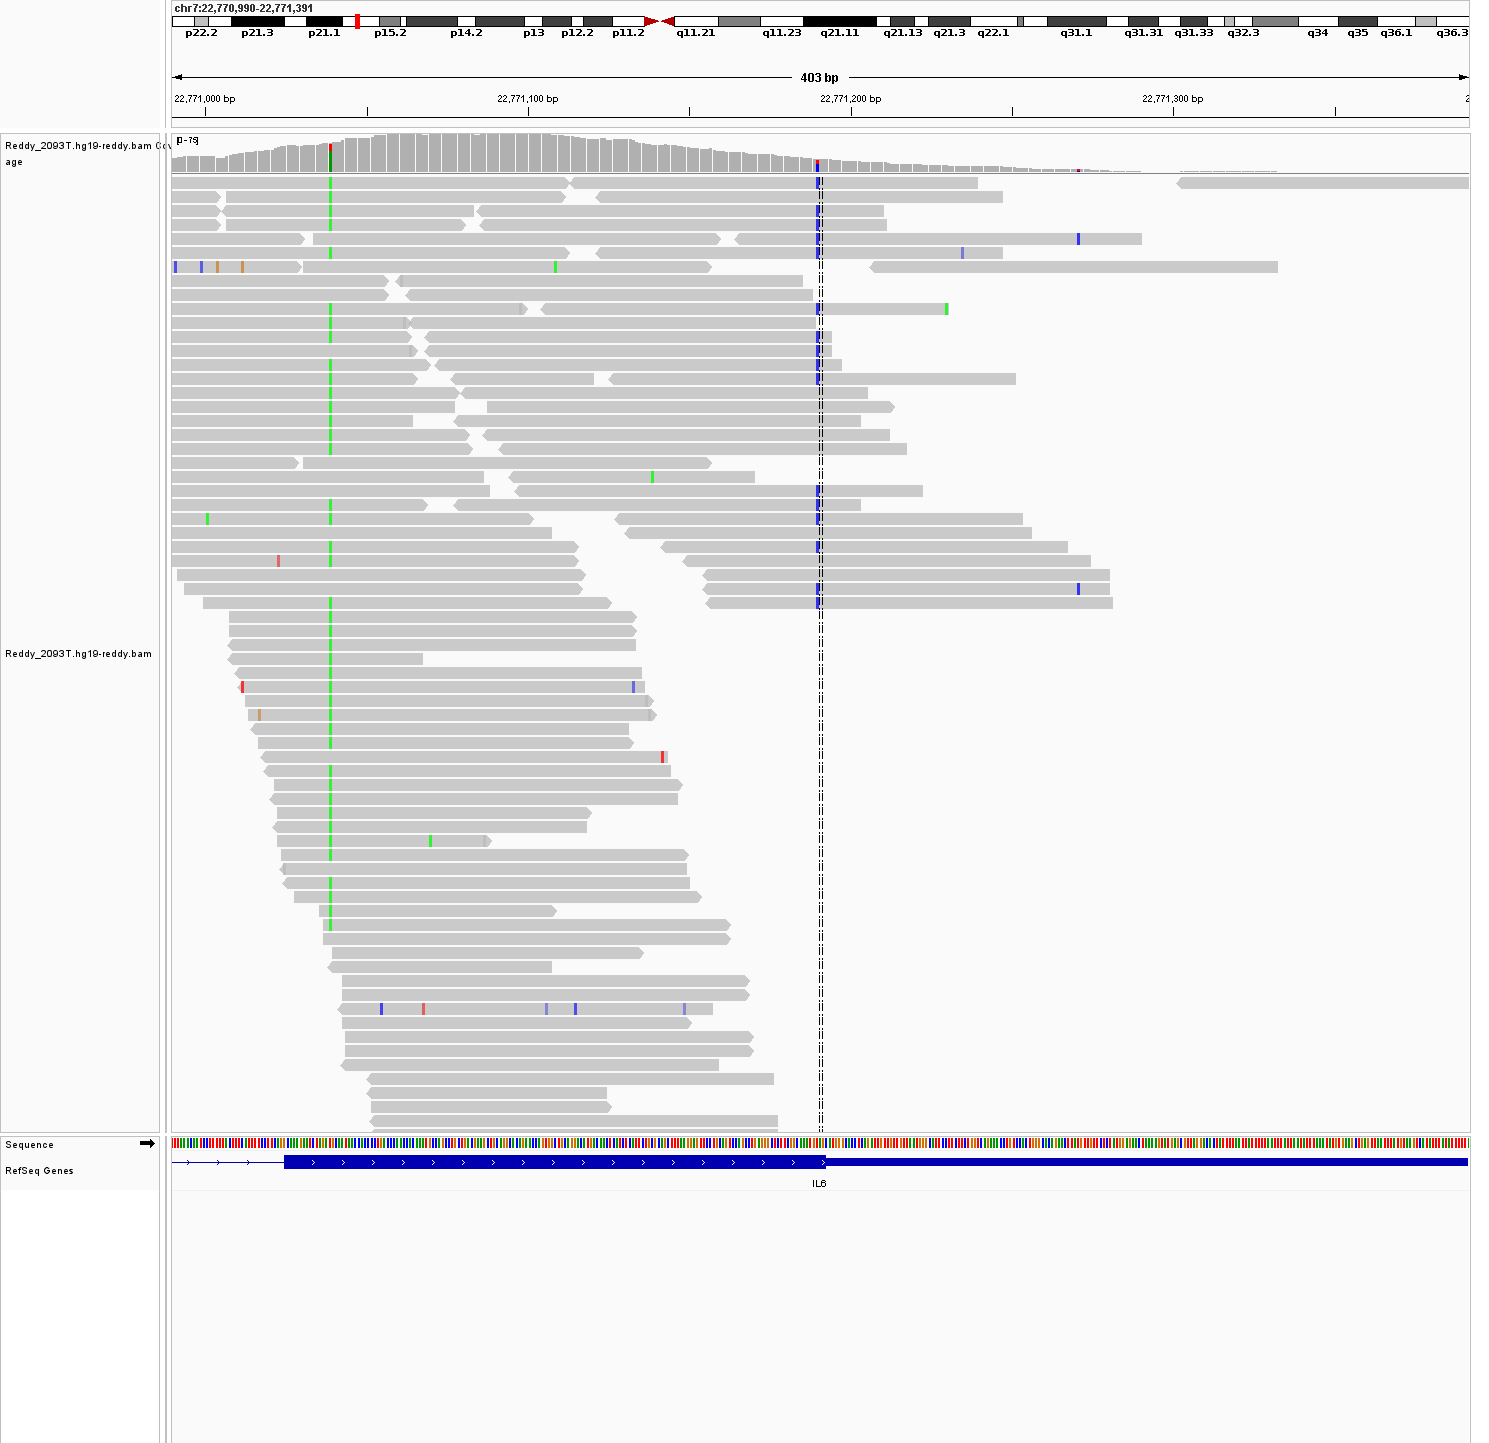 chr7:22,770,990-22,771,391
p22.2 p21.3 p21.1 p15.2 p14.2 p13 p12.2 p11.2 q11.21 q11.23 q21.11 q21.13 q21.3 q22.1 q31.1 q31.31 q31.33 q32.3 q34 q35 q36.1 q36.3
403 bp
22,771,000 bp 22,771,100 bp 22,771,200 bp 22,771,300 bp 2
[0-79]
Reddy_2093T.hg19-reddy.bam Cov
age
Reddy_2093T.hg19-reddy.bam
Sequence
RefSeq Genes
IL6